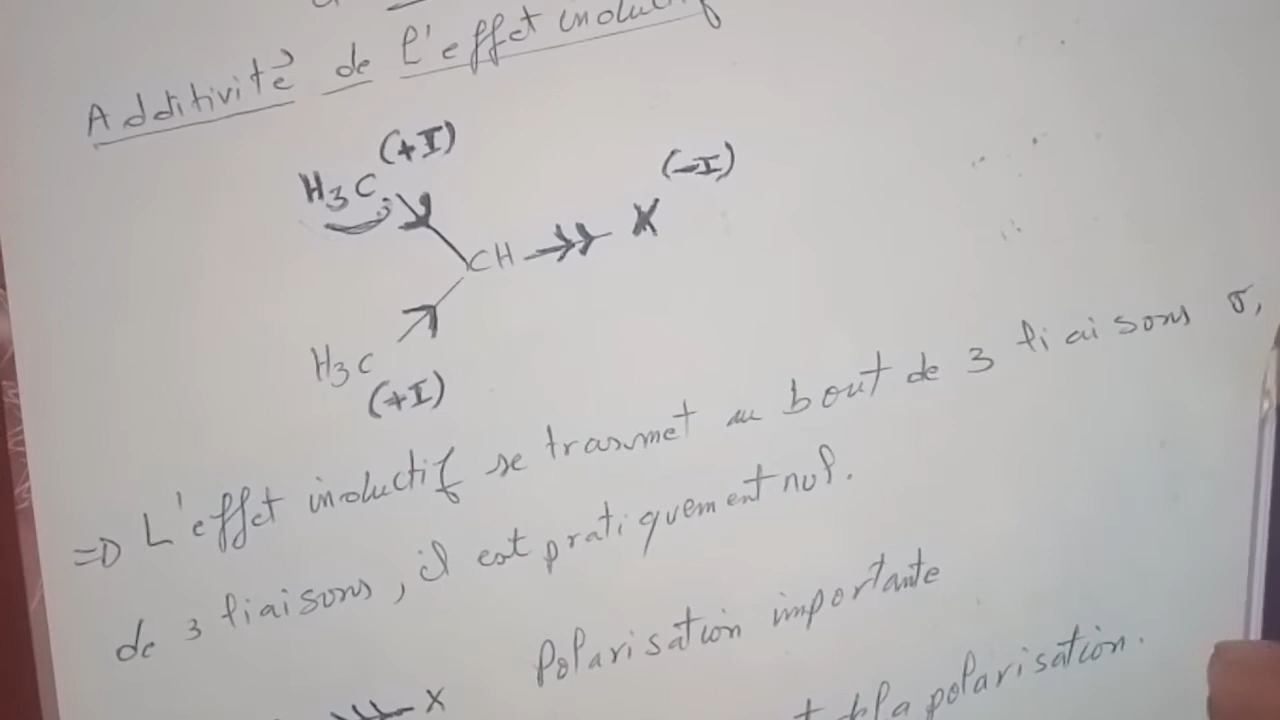 Additivité de l'effet inductif
(+I)
H3C
(-I)
CH X
H3C
(+I)
=D L'effet inductif se trasmet au bout de 3 liaisons σ,
de 3 liaisons, il est pratiquement nul.
Polarisation importante
X
la polarisation.